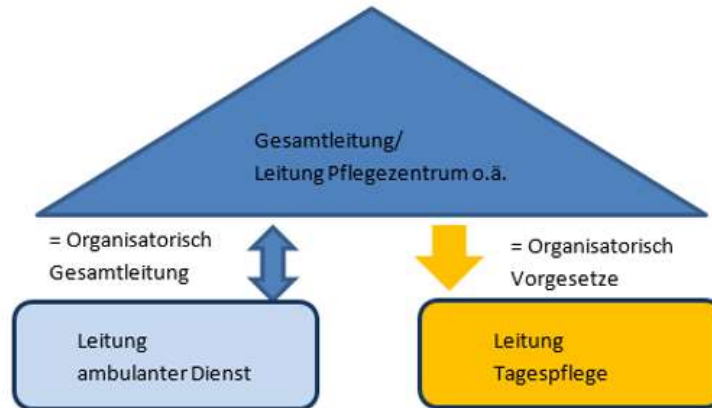 Gesamtleitung/
Leitung Pflegezentrum o.ä.
= Organisatorisch
Gesamtleitung
= Organisatorisch
Vorgesetze
Leitung
ambulanter Dienst
Leitung
Tagespflege